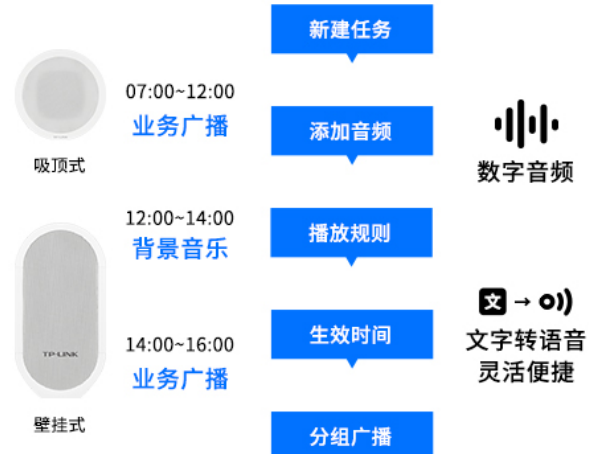 吸顶式
TP-LINK
壁挂式
07:00~12:00
业务广播
12:00~14:00
背景音乐
14:00~16:00
业务广播
新建任务
添加音频
播放规则
生效时间
分组广播
数字音频
文
文字转语音
灵活便捷